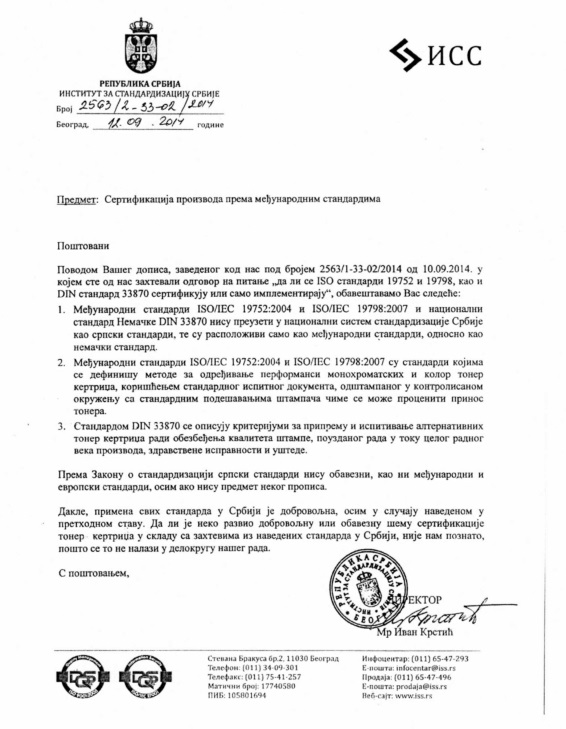 ИСС
РЕПУБЛИКА СРБИЈА
ИНСТИТУТ ЗА СТАНДАРДИЗАЦИЈУ СРБИЈЕ
Број 2563/2-33-02/2014
Београд, 12. 09. 2014 године
Предмет: Сертификација производа према међународним стандардима
Поштовани
Поводом Вашег дописа, заведеног код нас под бројем 2563/1-33-02/2014 од 10.09.2014. у
којем сте од нас захтевали одговор на питање „да ли се ISO стандарди 19752 и 19798, као и
DIN стандард 33870 сертификују или само имплементирају“, обавештавамо Вас следеће:
1. Међународни стандарди ISO/IEC 19752:2004 и ISO/IEC 19798:2007 и национални
стандард Немачке DIN 33870 нису преузети у национални систем стандардизације Србије
као српски стандарди, те су расположиви само као међународни стандарди, односно као
немачки стандард.
2. Међународни стандарди ISO/IEC 19752:2004 и ISO/IEC 19798:2007 су стандарди којима
се дефинишу методе за одређивање перформанси монохроматских и колор тонер
кертриџа, коришћењем стандардног испитног документа, одштампаног у контролисаном
окружењу са стандардним подешавањима штампача чиме се може проценити принос
тонера.
3. Стандардом DIN 33870 се описују критеријуми за припрему и испитивање алтернативних
тонер кертриџа ради обезбеђења квалитета штампе, поузданог рада у току целог радног
века производа, здравствене исправности и уштеде.
Према Закону о стандардизацији српски стандарди нису обавезни, као ни међународни и
европски стандарди, осим ако нису предмет неког прописа.
Дакле, примена свих стандарда у Србији је добровољна, осим у случају наведеном у
претходном ставу. Да ли је неко развио добровољну или обавезну шему сертификације
тонер кертриџа у складу са захтевима из наведених стандарда у Србији, није нам познато,
пошто се то не налази у делокругу нашег рада.
С поштовањем,
ДИРЕКТОР
Мр Иван Крстић
Стевана Бракуса бр.2, 11030 Београд
Телефон: (011) 34-09-301
Телефакс: (011) 75-41-257
Матични број: 17740580
ПИБ: 105801694
Инфоцентар: (011) 65-47-293
Е-пошта: infocentar@iss.rs
Продаја: (011) 65-47-496
Е-пошта: prodaja@iss.rs
Веб-сајт: www.iss.rs